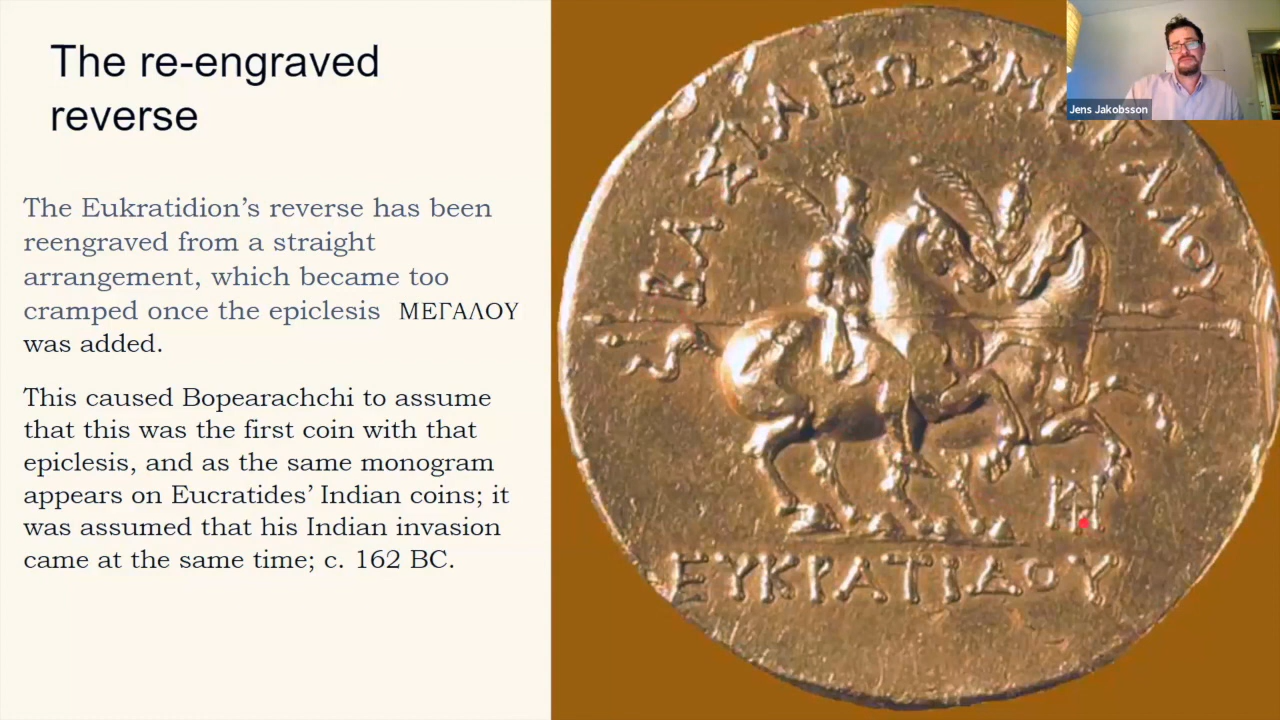 The re-engraved
reverse
The Eukratidion's reverse has been
reengraved from a straight
arrangement, which became too
cramped once the epiclesis ΜΕΓΑΛΟΥ
was added.
This caused Bopearachchi to assume
that this was the first coin with that
epiclesis, and as the same monogram
appears on Eucratides' Indian coins; it
was assumed that his Indian invasion
came at the same time; c. 162 BC.
ΒΑΣΙΛΕΩΣ
ΕΥΚΡΑΤΙΔΟΥ
Jens Jakobsson